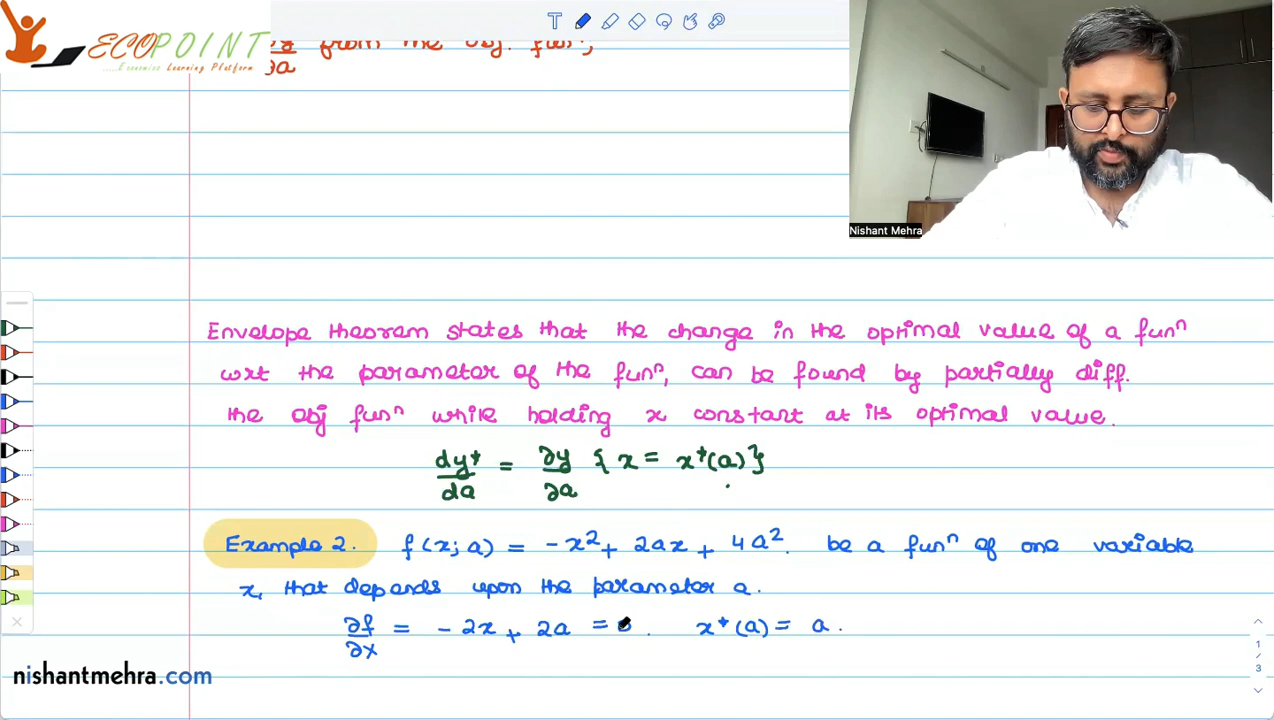 ECOPOINT
....Economics Learning Platform
∂y/∂a from the obj. funⁿ,
Nishant Mehra
Envelope theorem states that the change in the optimal value of a funⁿ
wrt the parameter of the funⁿ, can be found by partially diff.
the obj funⁿ while holding x constant at its optimal value.
dy*/da = ∂y/∂a {x = x*(a)}
Example 2. f(x; a) = -x² + 2ax + 4a². be a funⁿ of one variable
x, that depends upon the parameter a.
∂f/∂x = -2x + 2a = 0. x*(a) = a.
nishantmehra.com
1
/
3